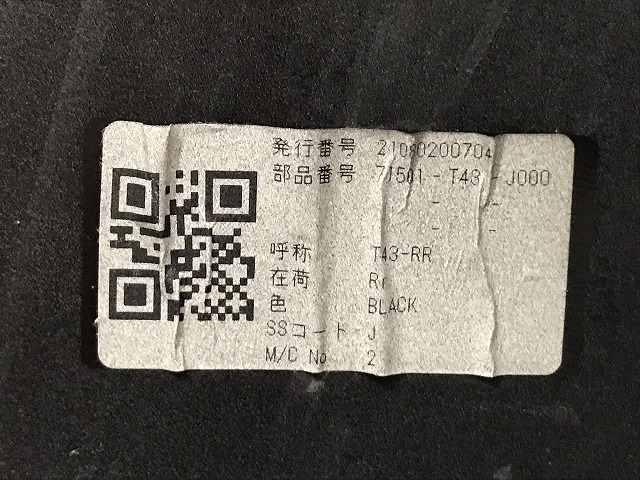 発行番号 21080200704
部品番号 71501-T43-J000
- -
- -
呼称 T43-RR
在荷 Rr
色 BLACK
SSコード J
M/C No 2